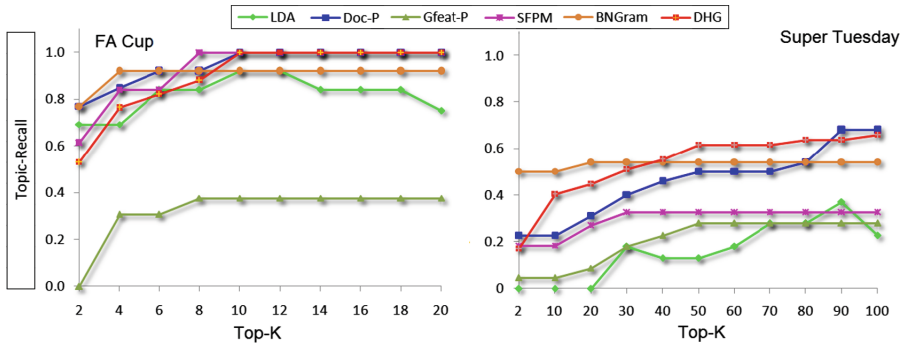 LDA Doc-P Gfeat-P SFPM BNGram DHG
FA Cup
Super Tuesday
Topic-Recall
1.0
0.8
0.6
0.4
0.2
0.0
2 4 6 8 10 12 14 16 18 20
Top-K
1.0
0.8
0.6
0.4
0.2
0
2 10 20 30 40 50 60 70 80 90 100
Top-K